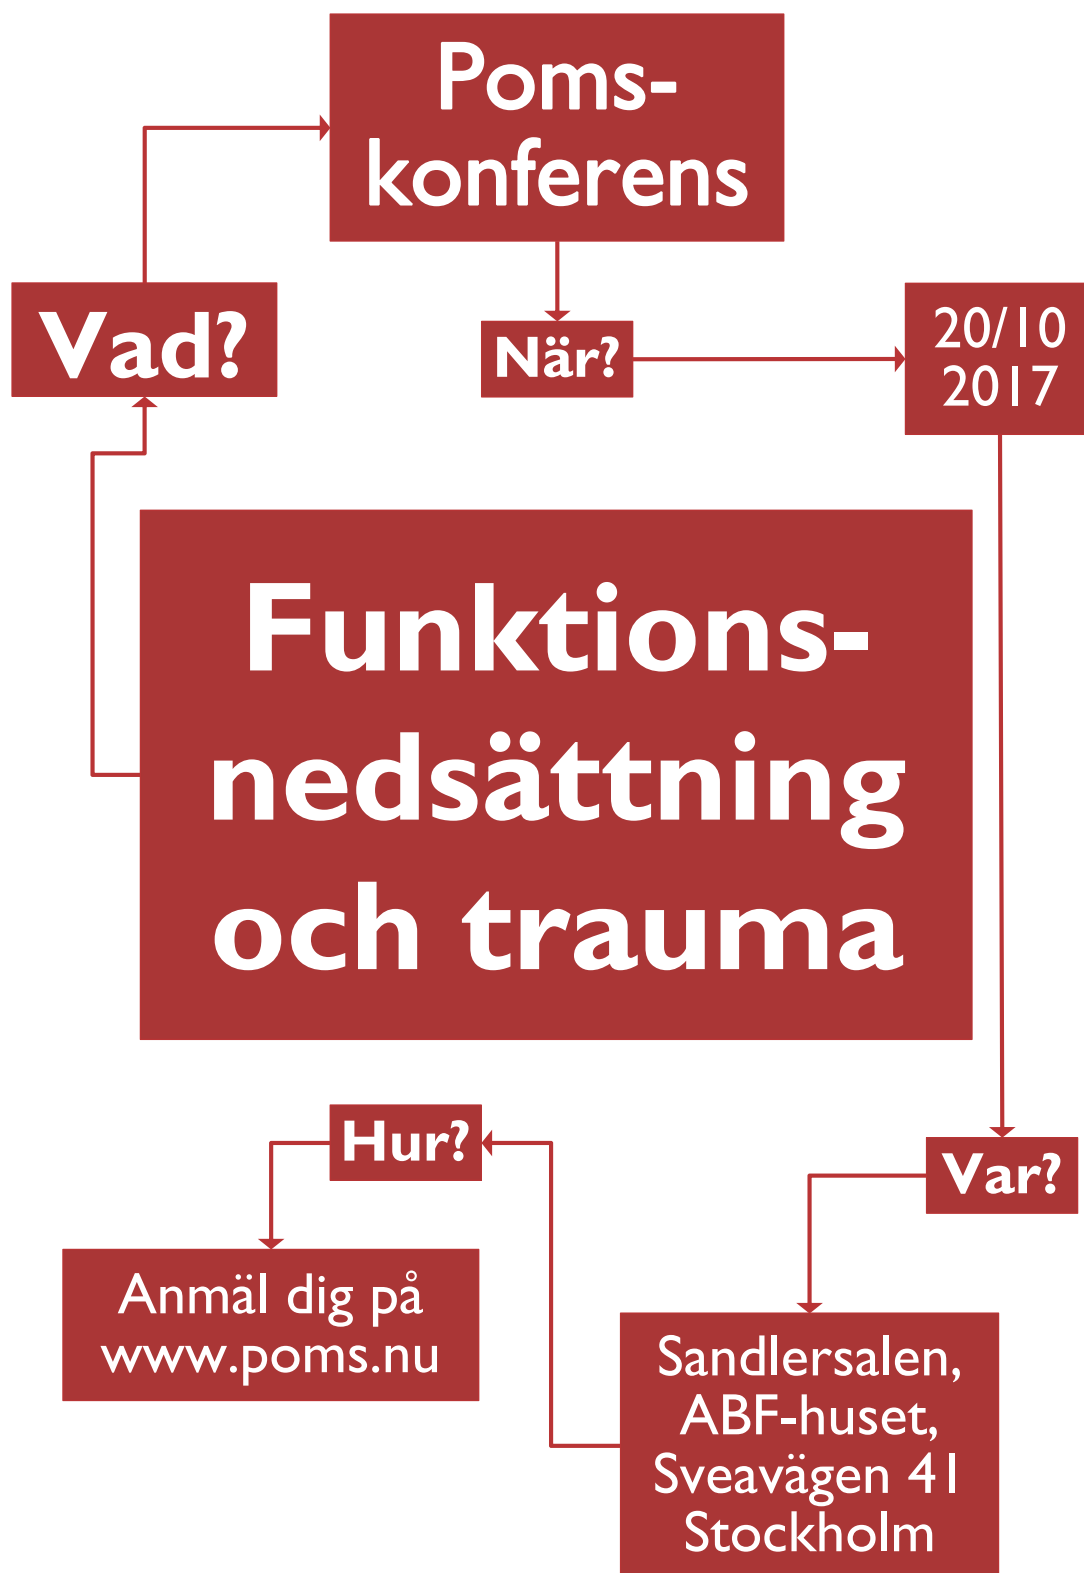 Poms-
konferens
Vad?
När?
20/10
2017
Funktions-
nedsättning
och trauma
Hur?
Var?
Anmäl dig på
www.poms.nu
Sandlersalen,
ABF-huset,
Sveavägen 41
Stockholm